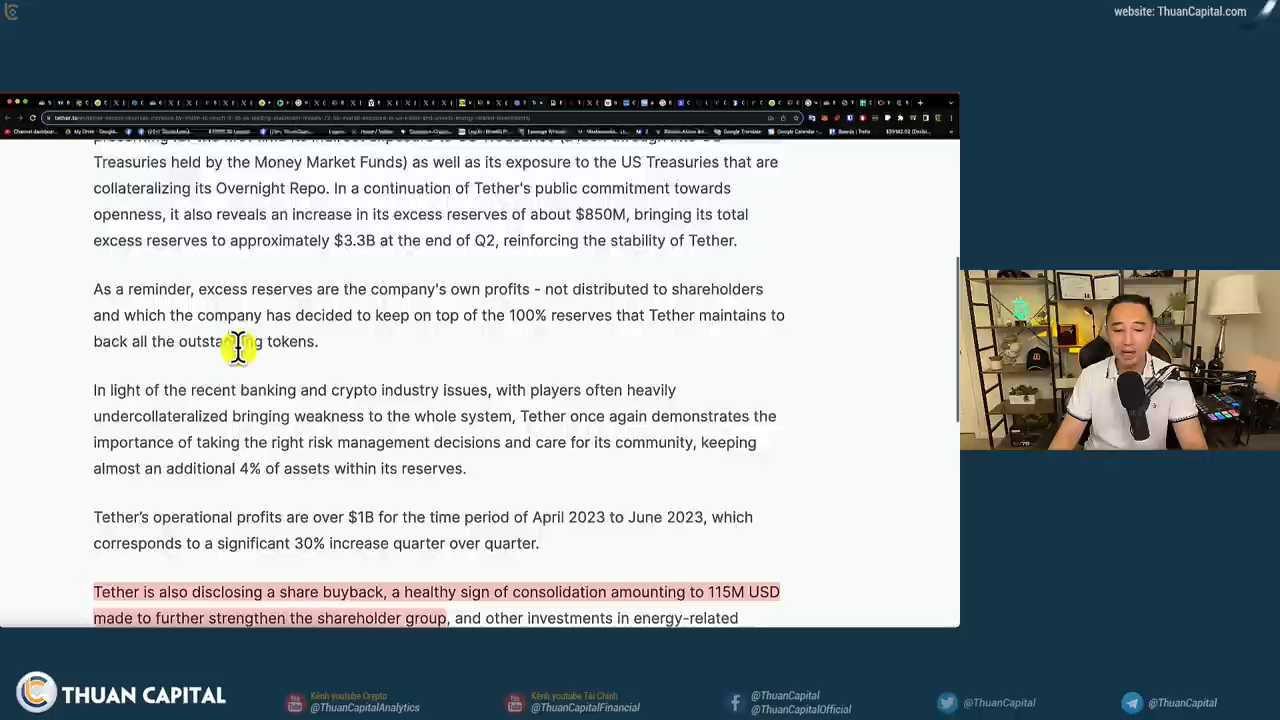 website: ThuanCapital.com
Treasuries held by the Money Market Funds) as well as its exposure to the US Treasuries that are
collateralizing its Overnight Repo. In a continuation of Tether's public commitment towards
openness, it also reveals an increase in its excess reserves of about $850M, bringing its total
excess reserves to approximately $3.3B at the end of Q2, reinforcing the stability of Tether.
As a reminder, excess reserves are the company's own profits - not distributed to shareholders
and which the company has decided to keep on top of the 100% reserves that Tether maintains to
back all the outstanding tokens.
In light of the recent banking and crypto industry issues, with players often heavily
undercollateralized bringing weakness to the whole system, Tether once again demonstrates the
importance of taking the right risk management decisions and care for its community, keeping
almost an additional 4% of assets within its reserves.
Tether’s operational profits are over $1B for the time period of April 2023 to June 2023, which
corresponds to a significant 30% increase quarter over quarter.
Tether is also disclosing a share buyback, a healthy sign of consolidation amounting to 115M USD
made to further strengthen the shareholder group, and other investments in energy-related
THUAN CAPITAL
Kênh youtube Crypto
@ThuanCapitalAnalytics
Kênh youtube Tài Chính
@ThuanCapitalFinancial
@ThuanCapital
@ThuanCapitalOfficial
@ThuanCapital
@ThuanCapital